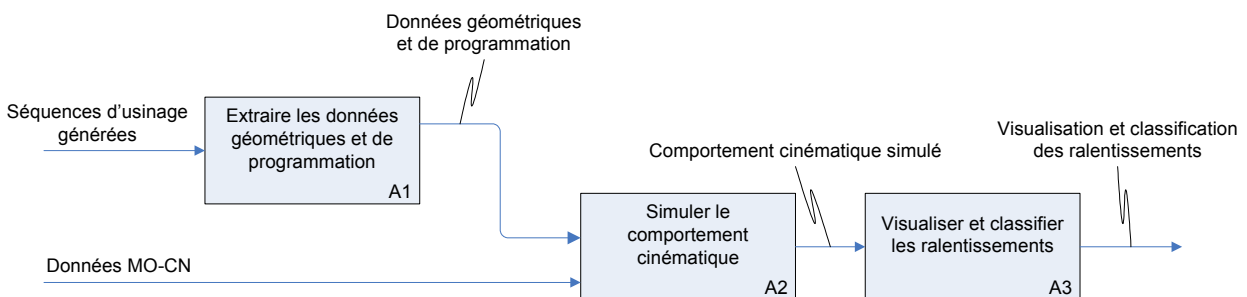 Données géométriques
et de programmation
Séquences d'usinage
générées
Extraire les données
géométriques et de
programmation
A1
Comportement cinématique simulé
Visualisation et classification
des ralentissements
Simuler le
comportement
cinématique
A2
Visualiser et classifier
les ralentissements
A3
Données MO-CN